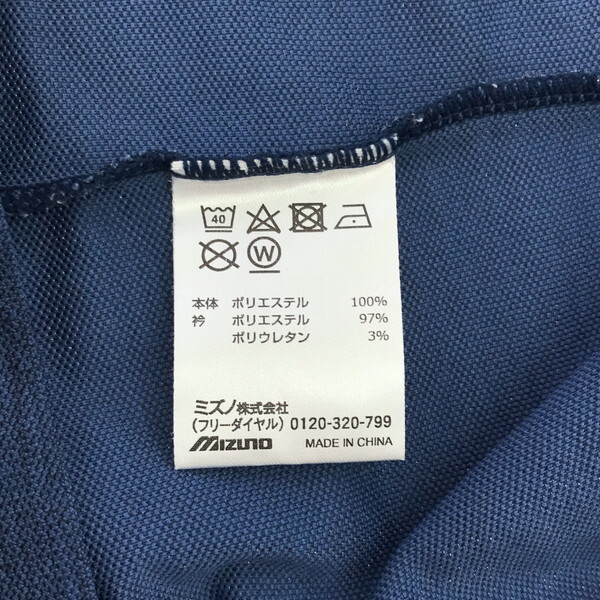 40
W
本体 ポリエステル 100%
衿 ポリエステル 97%
ポリウレタン 3%
ミズノ株式会社
(フリーダイヤル) 0120-320-799
MIZUNO MADE IN CHINA